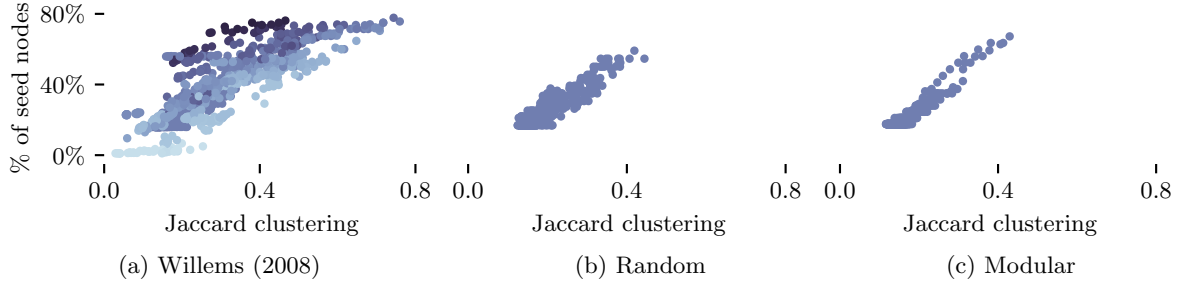 % of seed nodes
80%
40%
0%
0.0 0.4 0.8 0.0 0.4 0.8 0.0 0.4 0.8
Jaccard clustering Jaccard clustering Jaccard clustering
(a) Willems (2008) (b) Random (c) Modular